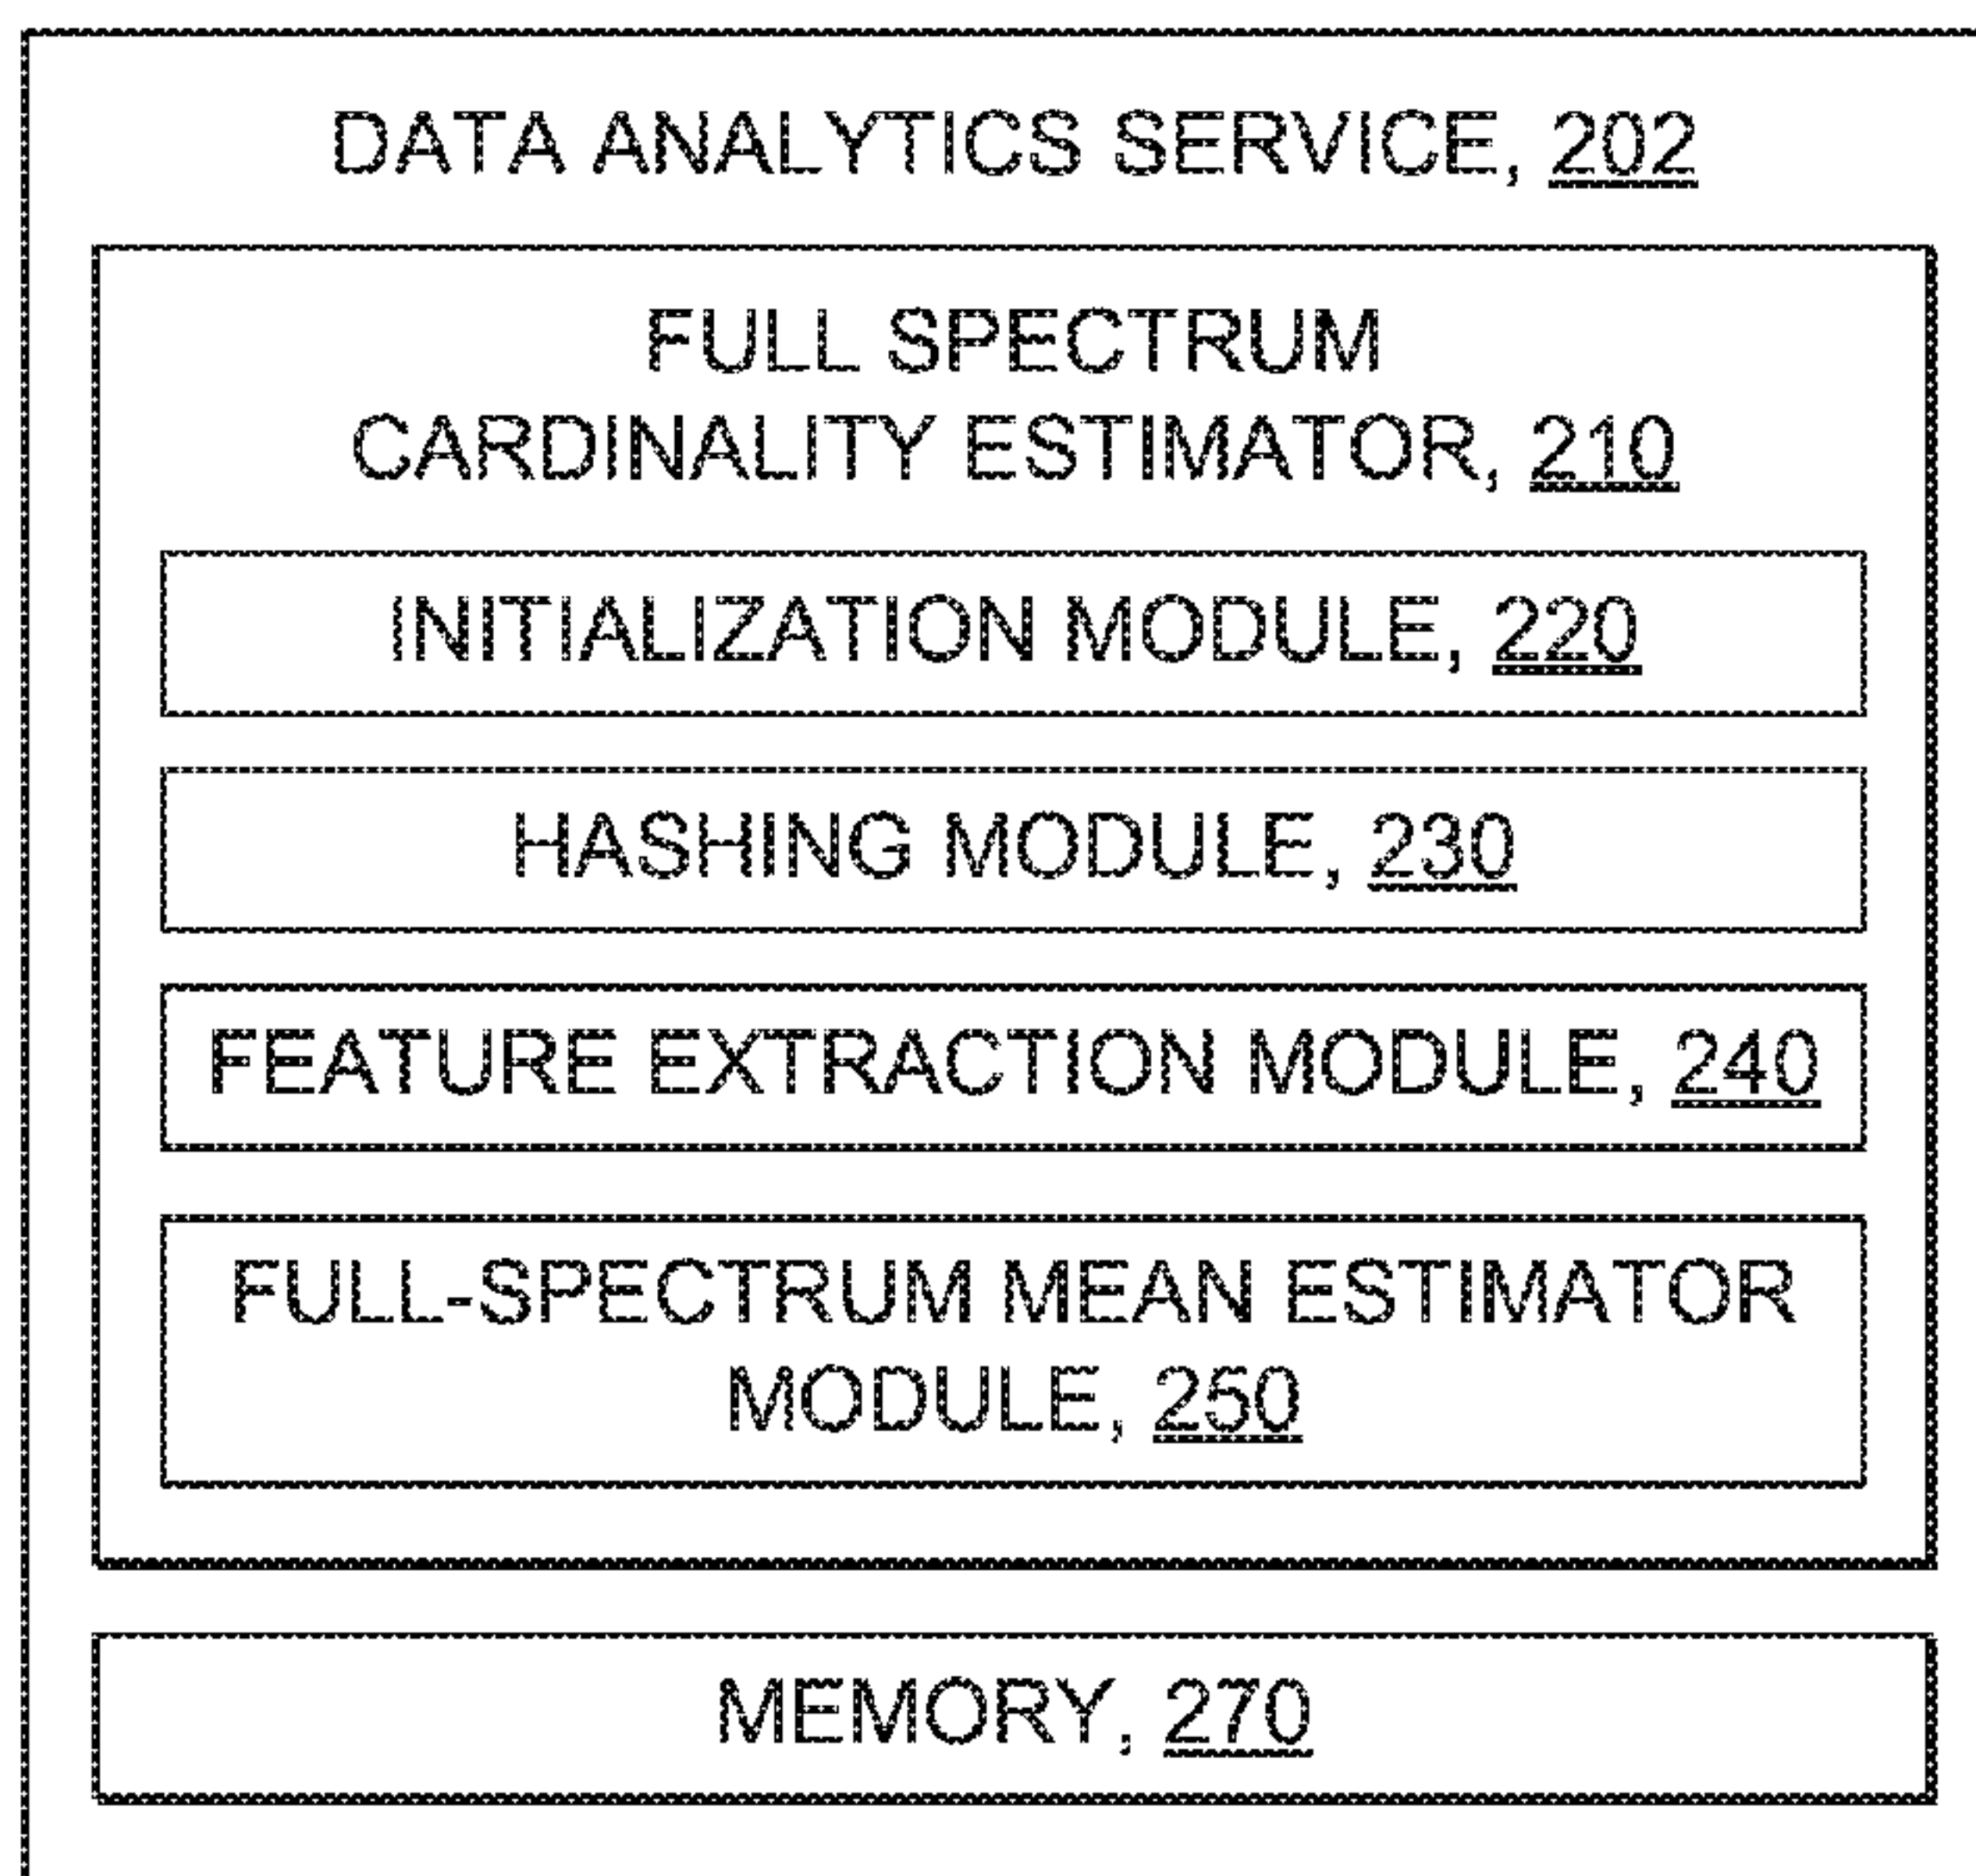 DATA ANALYTICS SERVICE, 202
FULL SPECTRUM
CARDINALITY ESTIMATOR, 210
INITIALIZATION MODULE, 220
HASHING MODULE, 230
FEATURE EXTRACTION MODULE, 240
FULL-SPECTRUM MEAN ESTIMATOR
MODULE, 250
MEMORY, 270